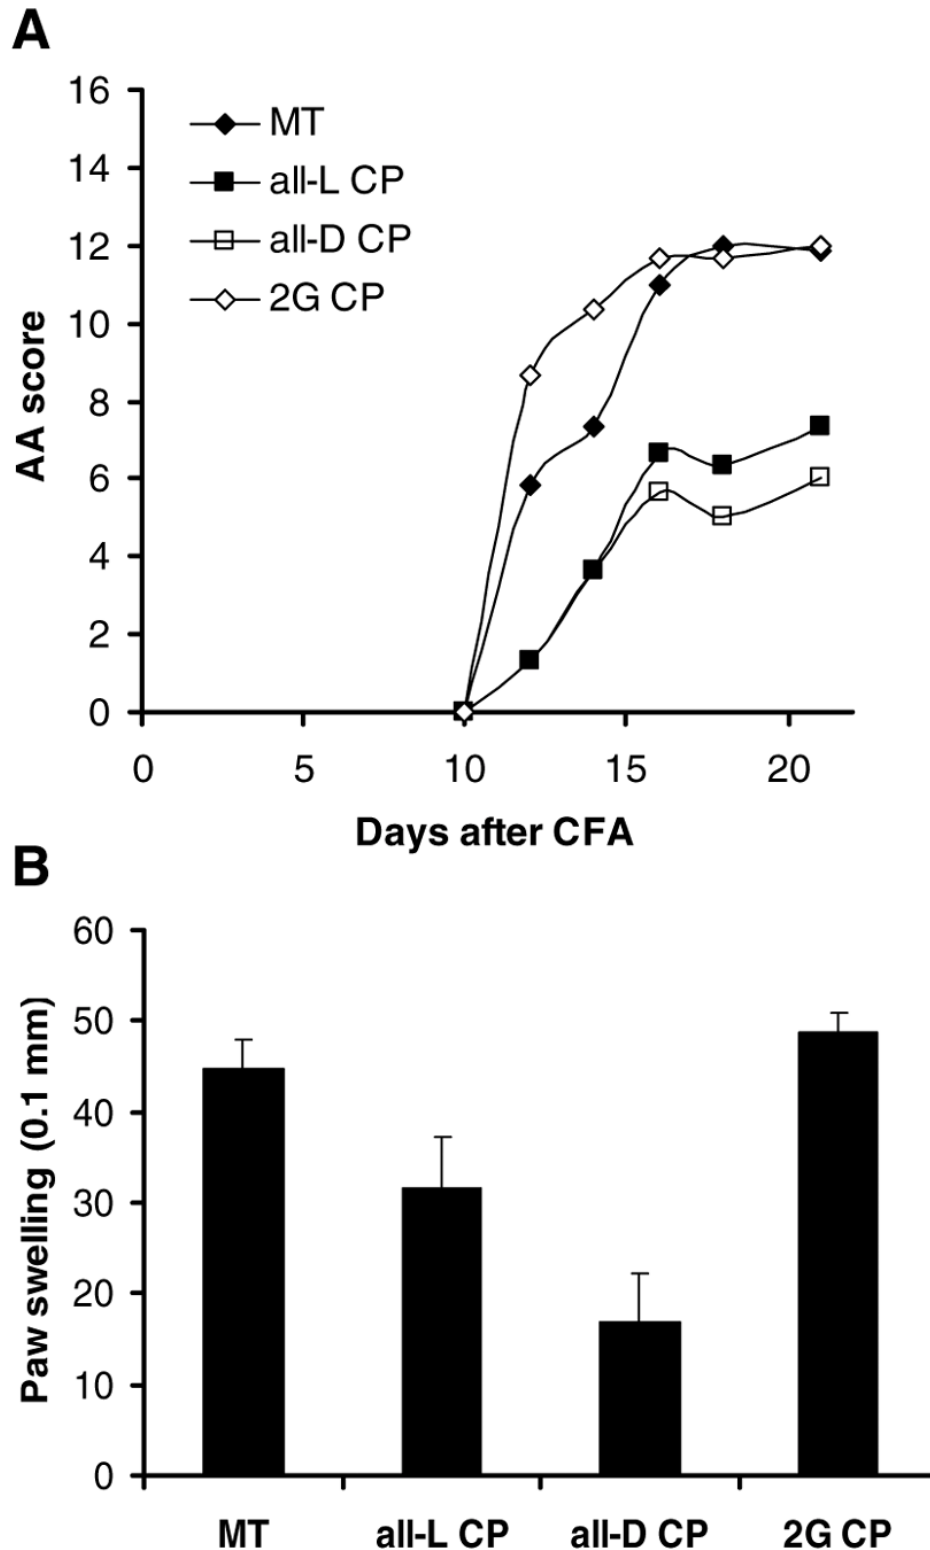 A
16
14
12
10
8
6
4
2
0
AA score
MT
all-L CP
all-D CP
2G CP
0 5 10 15 20
Days after CFA
B
60
50
40
30
20
10
0
Paw swelling (0.1 mm)
MT all-L CP all-D CP 2G CP